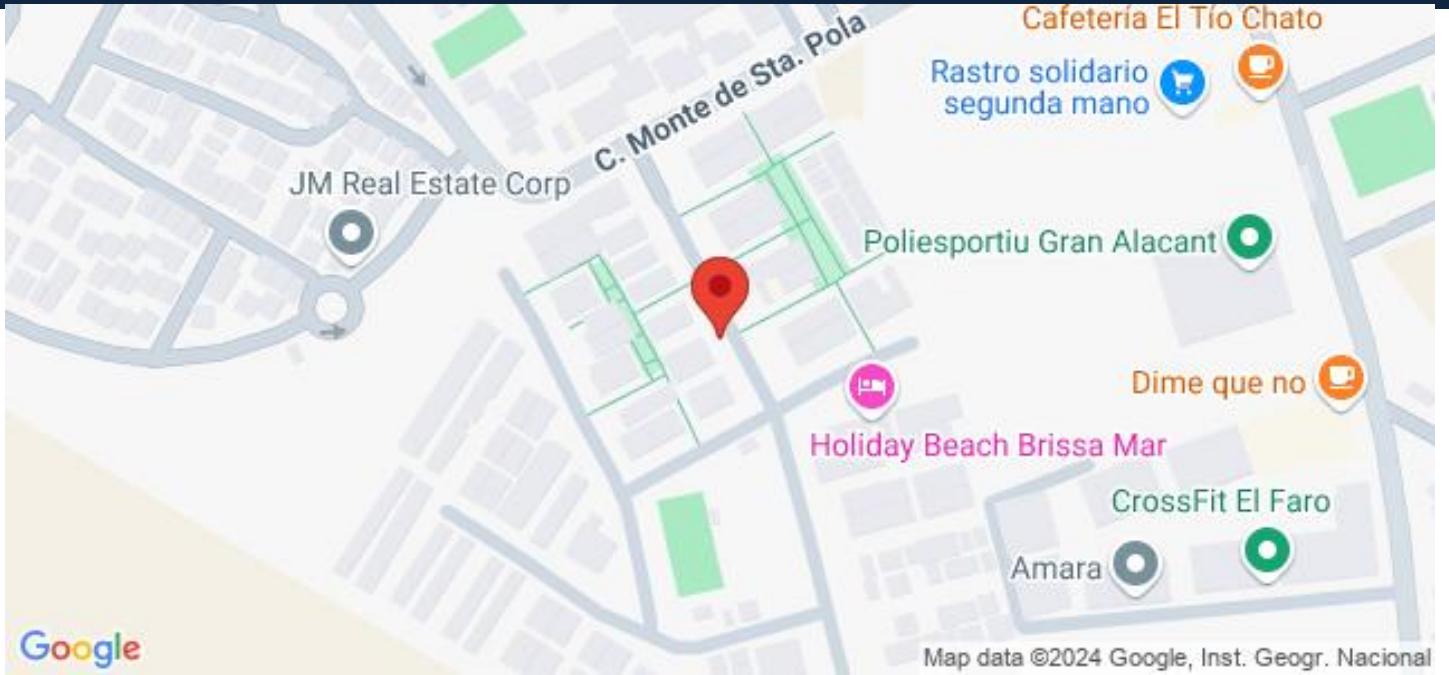 Cafetería El Tío Chato
C. Monte de Sta. Pola
Rastro solidario
segunda mano
JM Real Estate Corp
Poliesportiu Gran Alacant
Dime que no
Holiday Beach Brissa Mar
CrossFit El Faro
Amara
Google
Map data ©2024 Google, Inst. Geogr. Nacional